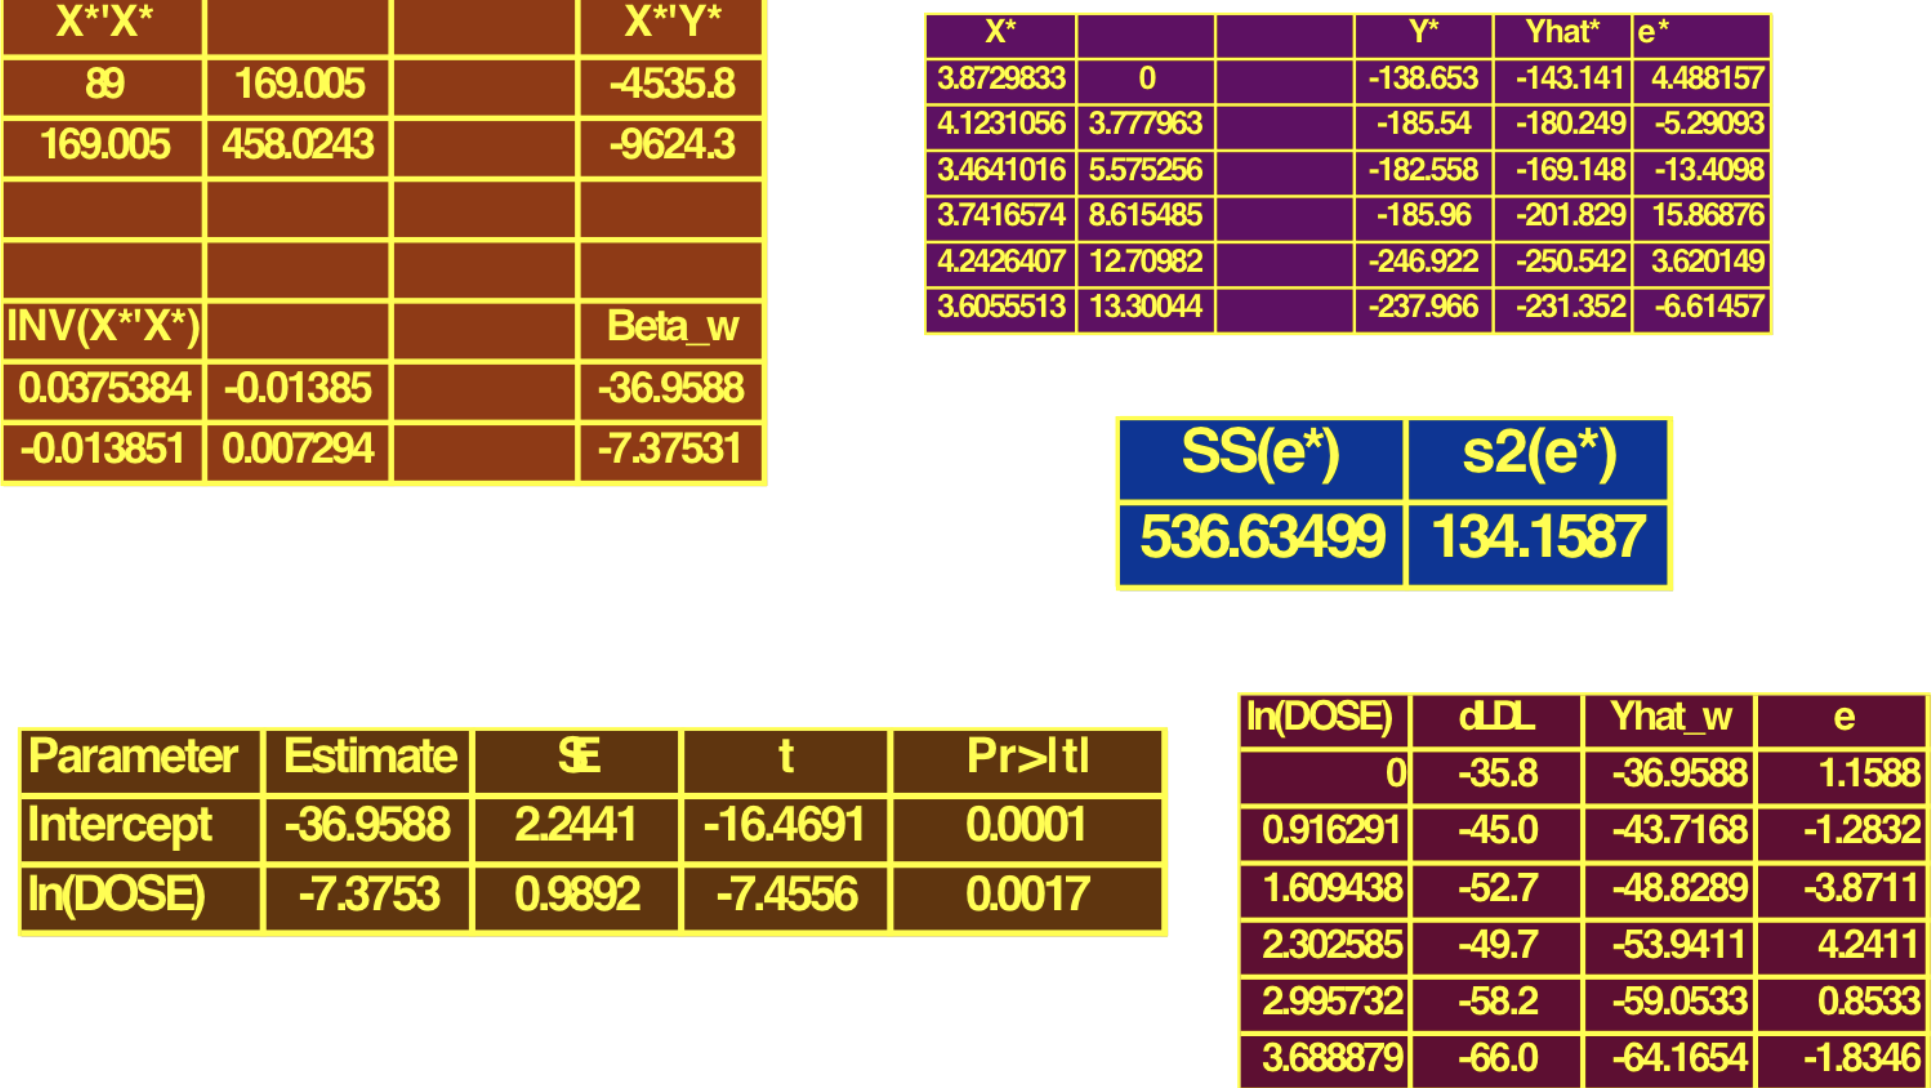 X*'X* X*'Y*
89 169.005 -4535.8
169.005 458.0243 -9624.3
INV(X*'X*) Beta_w
0.0375384 -0.01385 -36.9588
-0.013851 0.007294 -7.37531
X* Y* Yhat* e*
3.8729833 0 -138.653 -143.141 4.488157
4.1231056 3.777963 -185.54 -180.249 -5.29093
3.4641016 5.575256 -182.558 -169.148 -13.4098
3.7416574 8.615485 -185.96 -201.829 15.86876
4.2426407 12.70982 -246.922 -250.542 3.620149
3.6055513 13.30044 -237.966 -231.352 -6.61457
SS(e*) s2(e*)
536.63499 134.1587
Parameter Estimate SE t Pr>|t|
Intercept -36.9588 2.2441 -16.4691 0.0001
ln(DOSE) -7.3753 0.9892 -7.4556 0.0017
ln(DOSE) dLDL Yhat_w e
0 -35.8 -36.9588 1.1588
0.916291 -45.0 -43.7168 -1.2832
1.609438 -52.7 -48.8289 -3.8711
2.302585 -49.7 -53.9411 4.2411
2.995732 -58.2 -59.0533 0.8533
3.688879 -66.0 -64.1654 -1.8346